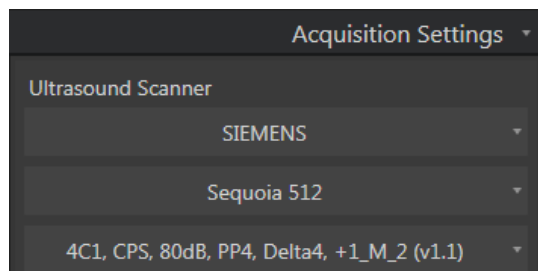 Acquisition Settings
Ultrasound Scanner
SIEMENS
Sequoia 512
4C1, CPS, 80dB, PP4, Delta4, +1_M_2 (v1.1)